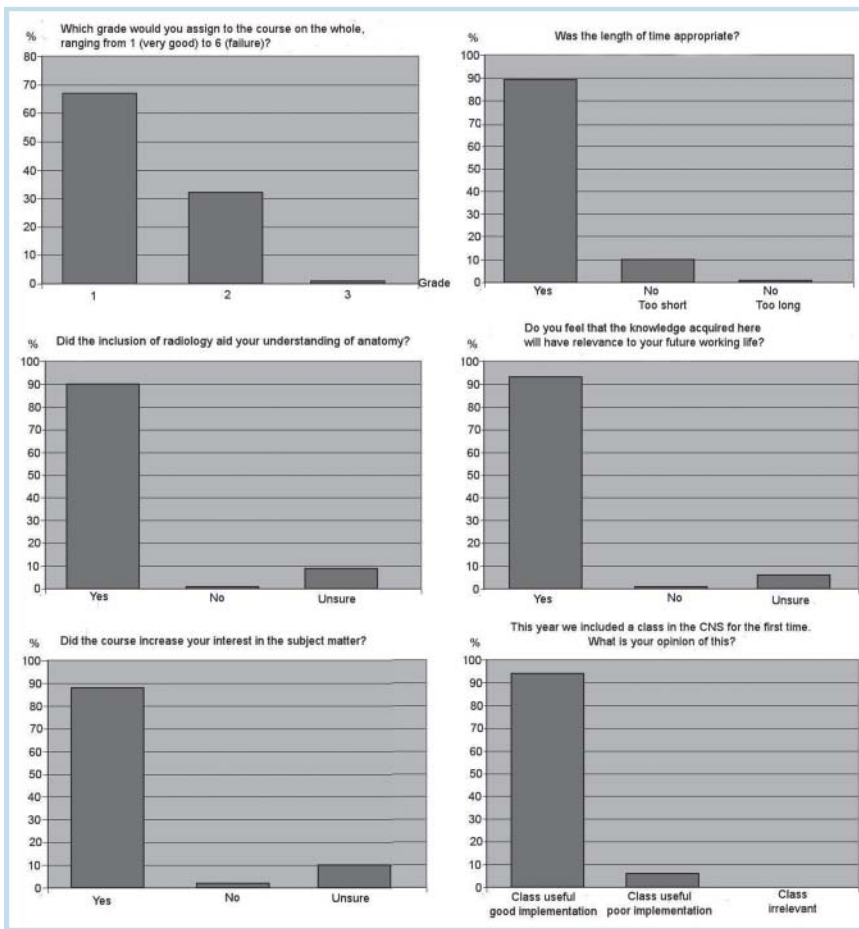 Which grade would you assign to the course on the whole,
ranging from 1 (very good) to 6 (failure)?
%
80
70
60
50
40
30
20
10
0
1
2
3
Grade
Was the length of time appropriate?
%
100
90
80
70
60
50
40
30
20
10
0
Yes
No
Too short
No
Too long
Did the inclusion of radiology aid your understanding of anatomy?
%
100
90
80
70
60
50
40
30
20
10
0
Yes
No
Unsure
Do you feel that the knowledge acquired here
will have relevance to your future working life?
%
100
90
80
70
60
50
40
30
20
10
0
Yes
No
Unsure
Did the course increase your interest in the subject matter?
%
100
90
80
70
60
50
40
30
20
10
0
Yes
No
Unsure
This year we included a class in the CNS for the first time.
What is your opinion of this?
%
100
90
80
70
60
50
40
30
20
10
0
Class useful
good implementation
Class useful
poor implementation
Class
irrelevant